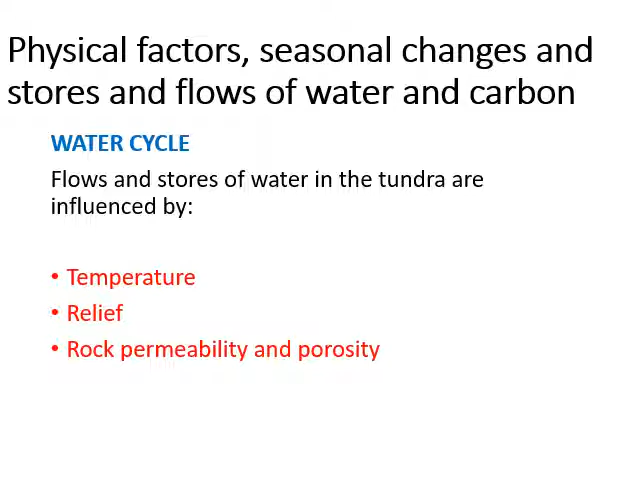 Physical factors, seasonal changes and
stores and flows of water and carbon
WATER CYCLE
Flows and stores of water in the tundra are
influenced by:
• Temperature
• Relief
• Rock permeability and porosity